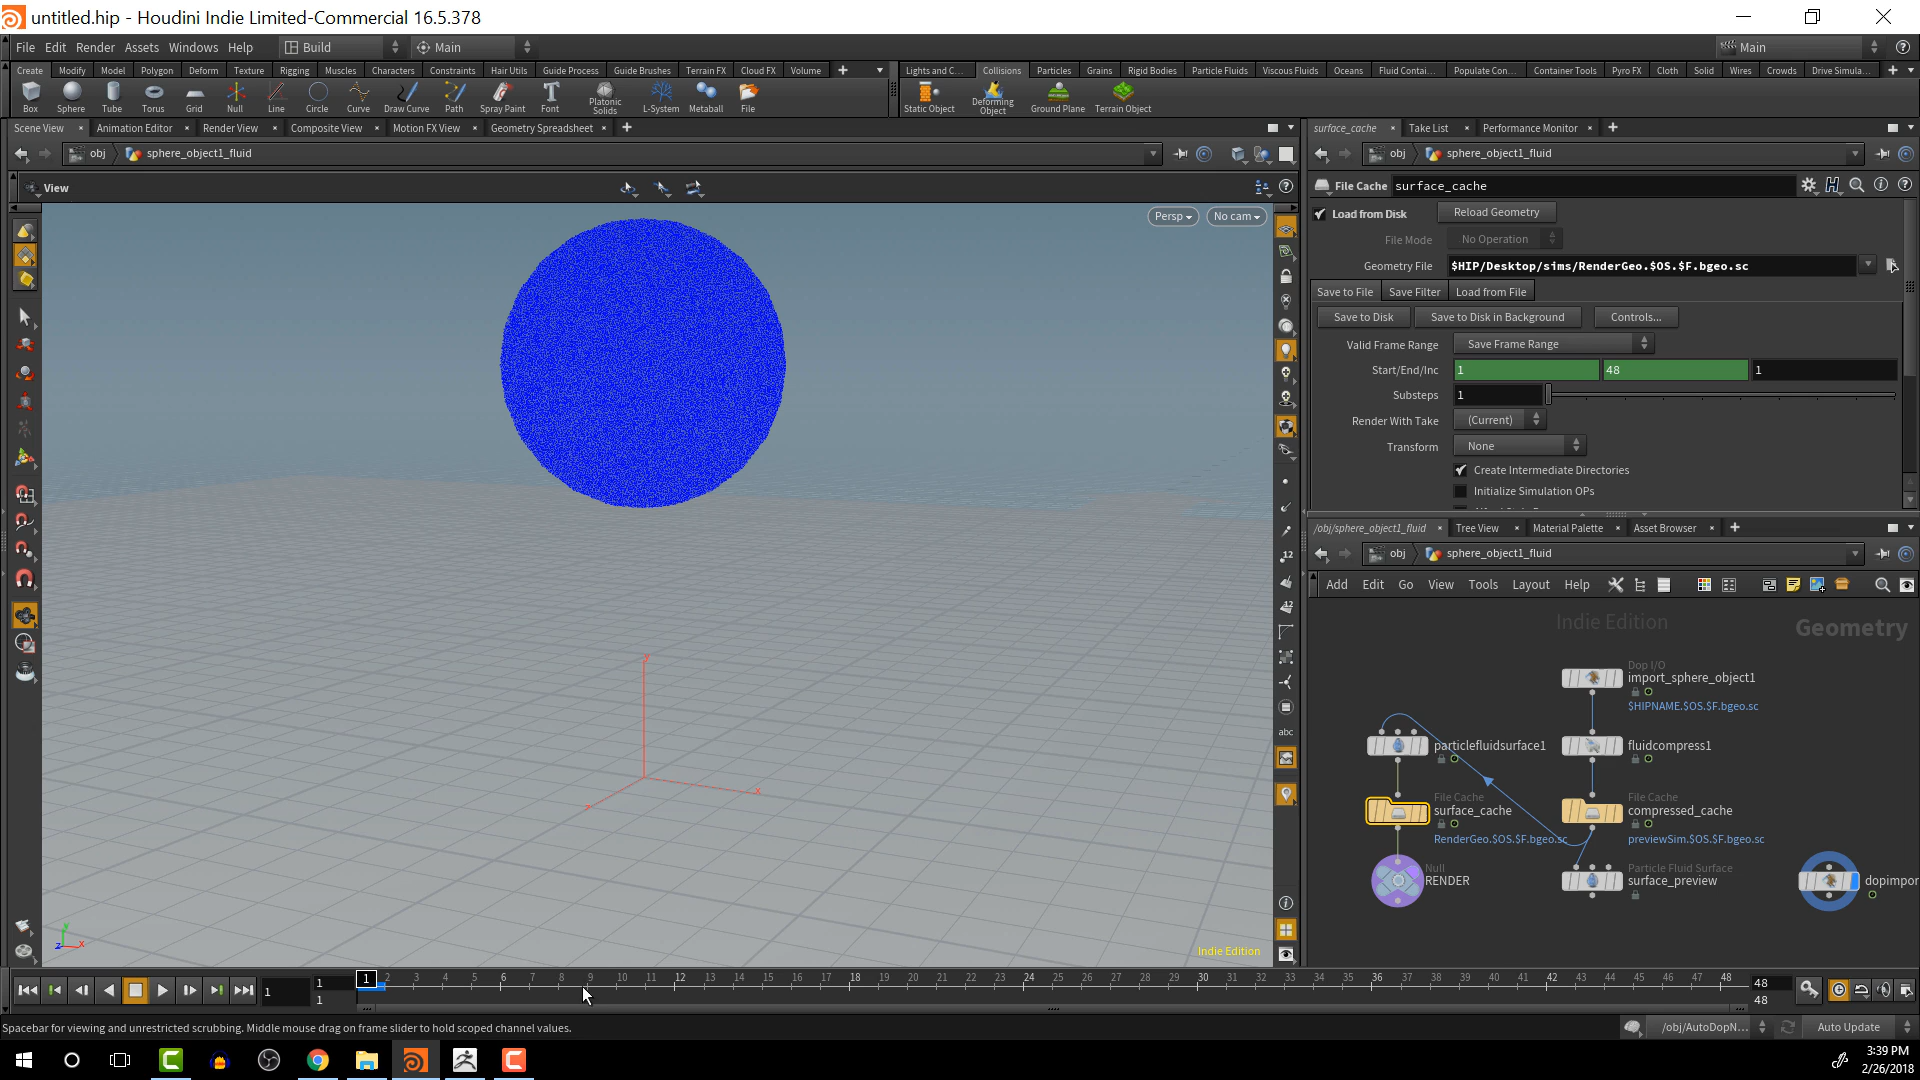 untitled.hip - Houdini Indie Limited-Commercial 16.5.378
File Edit Render Assets Windows Help Build Main Main
Create Modify Model Polygon Deform Texture Rigging Muscles Characters Constraints Hair Utils Guide Process Guide Brushes Terrain FX Cloud FX Volume
Lights and C... Collisions Particles Grains Rigid Bodies Particle Fluids Viscous Fluids Oceans Fluid Contai... Populate Con... Container Tools Pyro FX Cloth Solid Wires Crowds Drive Simula...
Box Sphere Tube Torus Grid Null Line Circle Curve Draw Curve Path Spray Paint Font Platonic Solids L-System Metaball File
Static Object Deforming Object Ground Plane Terrain Object
Scene View Animation Editor Render View Composite View Motion FX View Geometry Spreadsheet
surface_cache Take List Performance Monitor
obj sphere_object1_fluid
obj sphere_object1_fluid
View
File Cache surface_cache
Persp No cam
Load from Disk Reload Geometry
File Mode No Operation
Geometry File $HIP/Desktop/sims/RenderGeo.$OS.$F.bgeo.sc
Save to File Save Filter Load from File
Save to Disk Save to Disk in Background Controls...
Valid Frame Range Save Frame Range
Start/End/Inc 1 48 1
Substeps 1
Render With Take (Current)
Transform None
Create Intermediate Directories
Initialize Simulation OPs
/obj/sphere_object1_fluid Tree View Material Palette Asset Browser
obj sphere_object1_fluid
Add Edit Go View Tools Layout Help
12
12
abc
Indie Edition
Geometry
Dop I/O
import_sphere_object1
$HIPNAME.$OS.$F.bgeo.sc
particlefluidsurface1
fluidcompress1
File Cache
surface_cache
RenderGeo.$OS.$F.bgeo.sc
File Cache
compressed_cache
previewSim.$OS.$F.bgeo.sc
Null
RENDER
Particle Fluid Surface
surface_preview
dopimpor
y
x
z
y
z x
Indie Edition
1 1 1
1 2 3 4 5 6 7 8 9 10 11 12 13 14 15 16 17 18 19 20 21 22 23 24 25 26 27 28 29 30 31 32 33 34 35 36 37 38 39 40 41 42 43 44 45 46 47 48
48
48
Spacebar for viewing and unrestricted scrubbing. Middle mouse drag on frame slider to hold scoped channel values.
/obj/AutoDopN... Auto Update
3:39 PM
2/26/2018